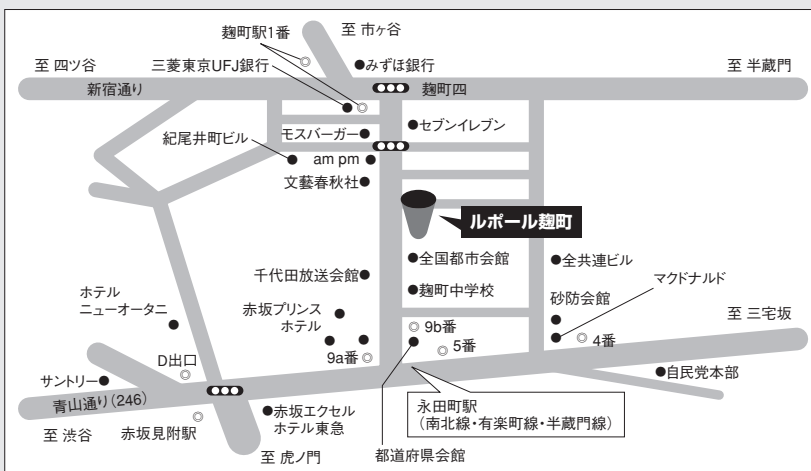 麹町駅1番
至 市ヶ谷
至 四ツ谷
三菱東京UFJ銀行
みずほ銀行
至 半蔵門
新宿通り
麹町四
モスバーガー
セブンイレブン
紀尾井町ビル
am pm
文藝春秋社
ルポール麹町
全国都市会館
全共連ビル
千代田放送会館
麹町中学校
マクドナルド
ホテル
ニューオータニ
赤坂プリンス
ホテル
砂防会館
至 三宅坂
9b番
5番
4番
9a番
D出口
サントリー
自民党本部
青山通り(246)
赤坂エクセル
ホテル東急
永田町駅
(南北線・有楽町線・半蔵門線)
至 渋谷
赤坂見附駅
至 虎ノ門
都道府県会館